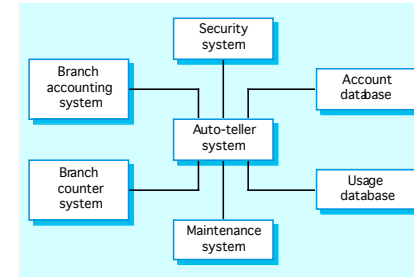 Security
system
Branch
accounting
system
Account
database
Auto-teller
system
Branch
counter
system
Usage
database
Maintenance
system